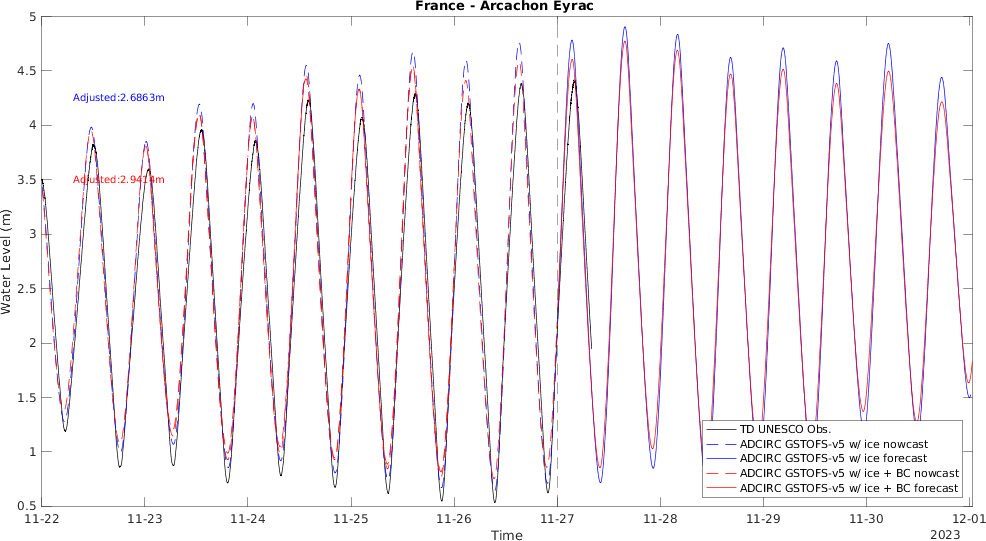 France - Arcachon Eyrac
Water Level (m)
5
4.5
4
3.5
3
2.5
2
1.5
1
0.5
Adjusted:2.6863m
Adjusted:2.9414m
TD UNESCO Obs.
ADCIRC GSTOFS-v5 w/ ice nowcast
ADCIRC GSTOFS-v5 w/ ice forecast
ADCIRC GSTOFS-v5 w/ ice + BC nowcast
ADCIRC GSTOFS-v5 w/ ice + BC forecast
11-22 11-23 11-24 11-25 11-26 11-27 11-28 11-29 11-30 12-01
Time
2023